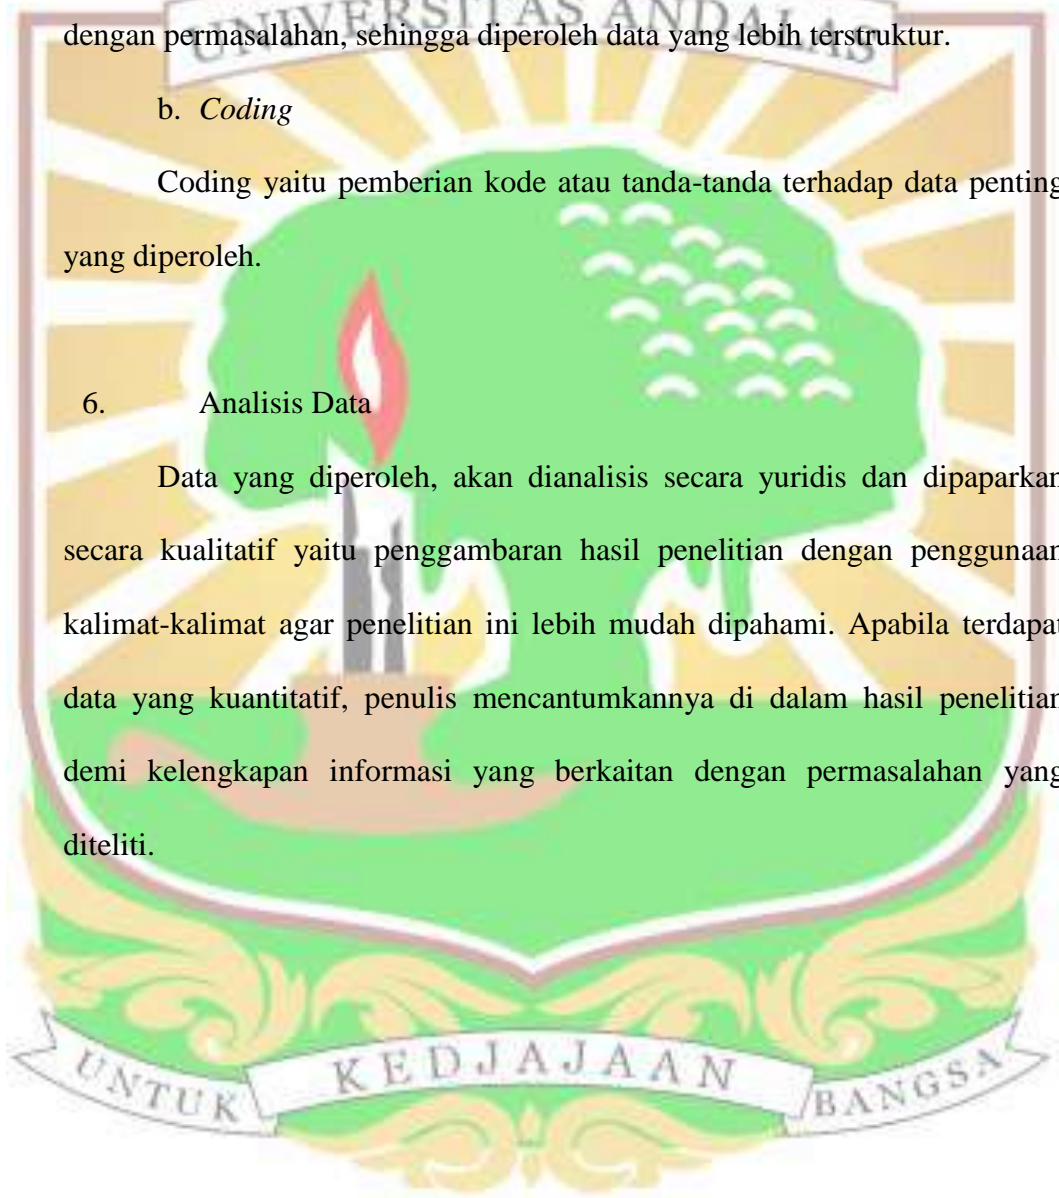 UNIVERSITAS ANDALAS
dengan permasalahan, sehingga diperoleh data yang lebih terstruktur.
b. Coding
Coding yaitu pemberian kode atau tanda-tanda terhadap data penting
yang diperoleh.
6. Analisis Data
Data yang diperoleh, akan dianalisis secara yuridis dan dipaparkan
secara kualitatif yaitu penggambaran hasil penelitian dengan penggunaan
kalimat-kalimat agar penelitian ini lebih mudah dipahami. Apabila terdapat
data yang kuantitatif, penulis mencantumkannya di dalam hasil penelitian
demi kelengkapan informasi yang berkaitan dengan permasalahan yang
diteliti.
UNTUK KEDJAJAAN BANGSA